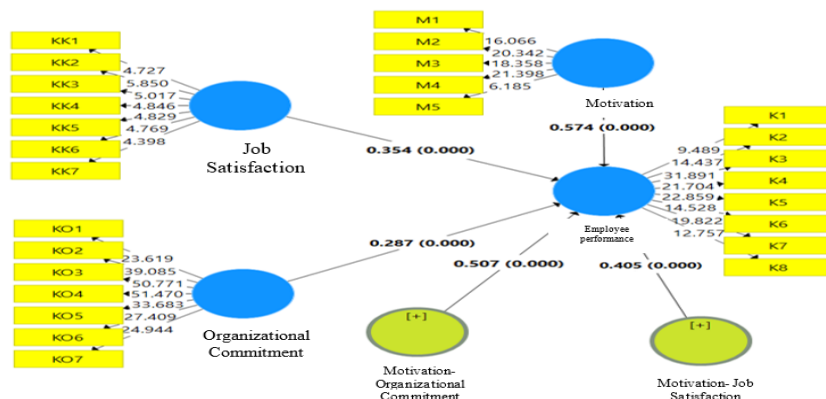 KK1
KK2
KK3
KK4
KK5
KK6
KK7
4.727
5.850
5.017
4.846
4.829
4.769
4.398
Job
Satisfaction
M1
M2
M3
M4
M5
16.066
20.342
18.358
21.398
6.185
Motivation
0.574 (0.000)
0.354 (0.000)
K1
K2
K3
K4
K5
K6
K7
K8
9.489
14.437
31.891
21.704
22.859
14.528
19.822
12.757
Employee
performance
KO1
KO2
KO3
KO4
KO5
KO6
KO7
23.619
39.085
50.771
51.470
33.683
27.409
24.944
Organizational
Commitment
0.287 (0.000)
0.507 (0.000)
0.405 (0.000)
[+]
Motivation-
Organizational
Commitment
[+]
Motivation- Job
Satisfaction